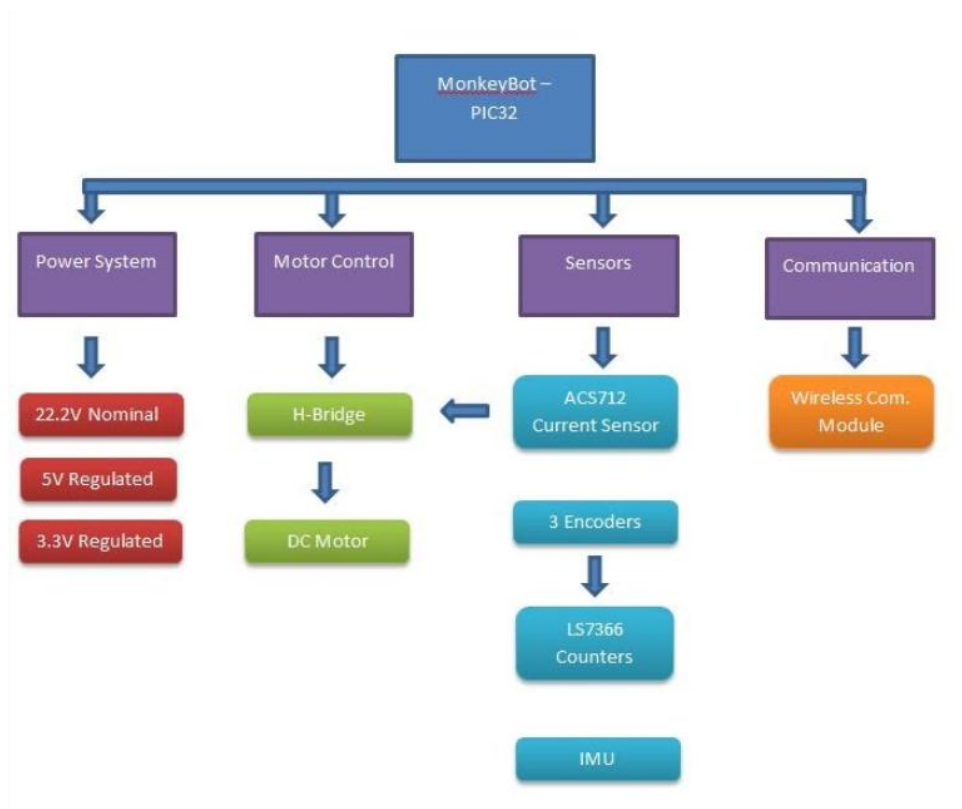 MonkeyBot –
PIC32
Power System
Motor Control
Sensors
Communication
22.2V Nominal
H-Bridge
ACS712
Current Sensor
Wireless Com.
Module
5V Regulated
3.3V Regulated
DC Motor
3 Encoders
LS7366
Counters
IMU